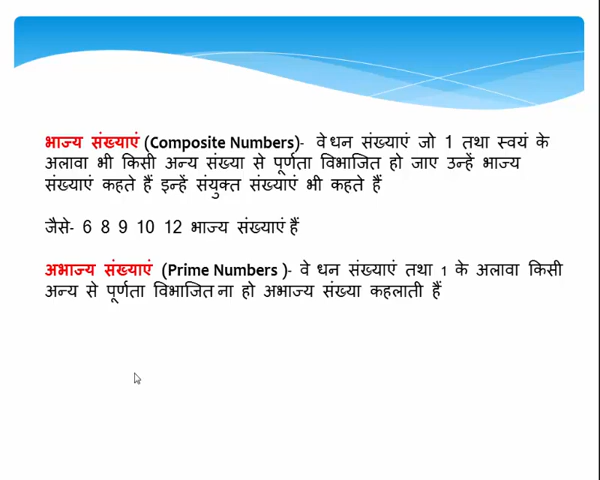 भाज्य संख्याएं (Composite Numbers)- वे धन संख्याएं जो 1 तथा स्वयं के
अलावा भी किसी अन्य संख्या से पूर्णता विभाजित हो जाए उन्हें भाज्य
संख्याएं कहते हैं इन्हें संयुक्त संख्याएं भी कहते हैं
जैसे- 6 8 9 10 12 भाज्य संख्याएं हैं
अभाज्य संख्याएं (Prime Numbers )- वे धन संख्याएं तथा 1 के अलावा किसी
अन्य से पूर्णता विभाजित ना हो अभाज्य संख्या कहलाती हैं